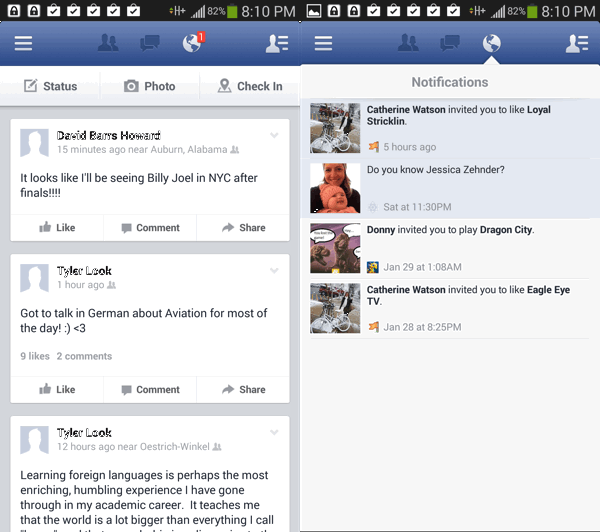 82% 8:10 PM
1
Status Photo Check In
David Barrs Howard
15 minutes ago near Auburn, Alabama
It looks like I'll be seeing Billy Joel in NYC after
finals!!!!
Like Comment Share
Tyler Look
1 hour ago
Got to talk in German about Aviation for most of
the day! :) <3
9 likes 2 comments
Like Comment Share
Tyler Look
12 hours ago near Oestrich-Winkel
Learning foreign languages is perhaps the most
enriching, humbling experience I have gone
through in my academic career. It teaches me
that the world is a lot bigger than everything I call
82% 8:10 PM
Notifications
Catherine Watson invited you to like Loyal
Stricklin.
5 hours ago
Do you know Jessica Zehnder?
Sat at 11:30PM
Donny invited you to play Dragon City.
Jan 29 at 1:08AM
Catherine Watson invited you to like Eagle Eye
TV.
Jan 28 at 8:25PM